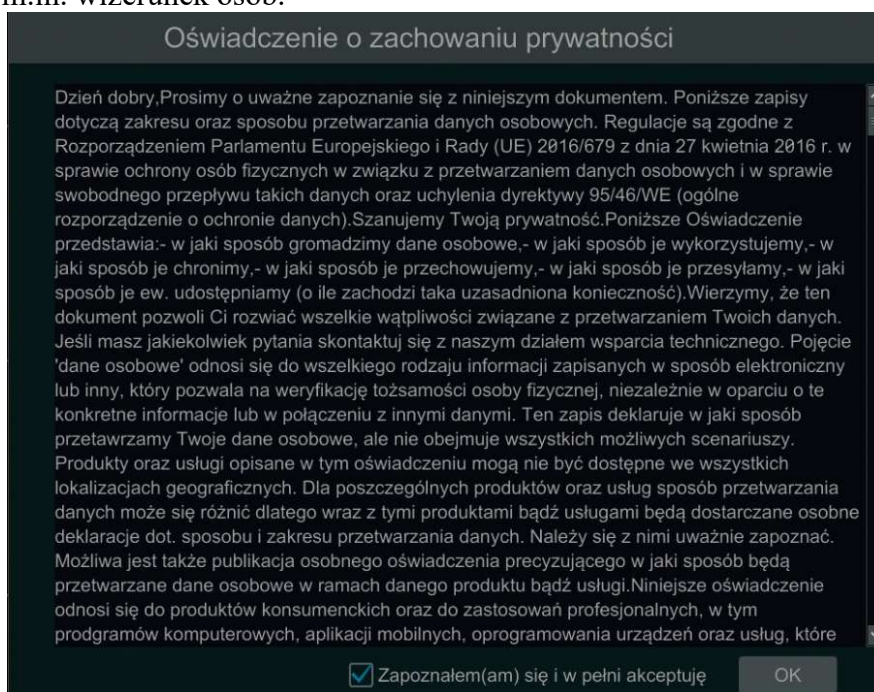 m.in. wizerunek osób.
Oświadczenie o zachowaniu prywatności
Dzień dobry,Prosimy o uważne zapoznanie się z niniejszym dokumentem. Poniższe zapisy
dotyczą zakresu oraz sposobu przetwarzania danych osobowych. Regulacje są zgodne z
Rozporządzeniem Parlamentu Europejskiego i Rady (UE) 2016/679 z dnia 27 kwietnia 2016 r. w
sprawie ochrony osób fizycznych w związku z przetwarzaniem danych osobowych i w sprawie
swobodnego przepływu takich danych oraz uchylenia dyrektywy 95/46/WE (ogólne
rozporządzenie o ochronie danych).Szanujemy Twoją prywatność.Poniższe Oświadczenie
przedstawia:- w jaki sposób gromadzimy dane osobowe,- w jaki sposób je wykorzystujemy,- w
jaki sposób je chronimy,- w jaki sposób je przechowujemy,- w jaki sposób je przesyłamy,- w jaki
sposób je ew. udostępniamy (o ile zachodzi taka uzasadniona konieczność).Wierzymy, że ten
dokument pozwoli Ci rozwiać wszelkie wątpliwości związane z przetwarzaniem Twoich danych.
Jeśli masz jakiekolwiek pytania skontaktuj się z naszym działem wsparcia technicznego. Pojęcie
'dane osobowe' odnosi się do wszelkiego rodzaju informacji zapisanych w sposób elektroniczny
lub inny, który pozwala na weryfikację tożsamości osoby fizycznej, niezależnie w oparciu o te
konkretne informacje lub w połączeniu z innymi danymi. Ten zapis deklaruje w jaki sposób
przetawrzamy Twoje dane osobowe, ale nie obejmuje wszystkich możliwych scenariuszy.
Produkty oraz usługi opisane w tym oświadczeniu mogą nie być dostępne we wszystkich
lokalizacjach geograficznych. Dla poszczególnych produktów oraz usług sposób przetwarzania
danych może się różnić dlatego wraz z tymi produktami bądź usługami będą dostarczane osobne
deklaracje dot. sposobu i zakresu przetwarzania danych. Należy się z nimi uważnie zapoznać.
Możliwa jest także publikacja osobnego oświadczenia precyzującego w jaki sposób będą
przetwarzane dane osobowe w ramach danego produktu bądź usługi.Niniejsze oświadczenie
odnosi się do produktów konsumenckich oraz do zastosowań profesjonalnych, w tym
prodgramów komputerowych, aplikacji mobilnych, oprogramowania urządzeń oraz usług, które
Zapoznałem(am) się i w pełni akceptuję
OK